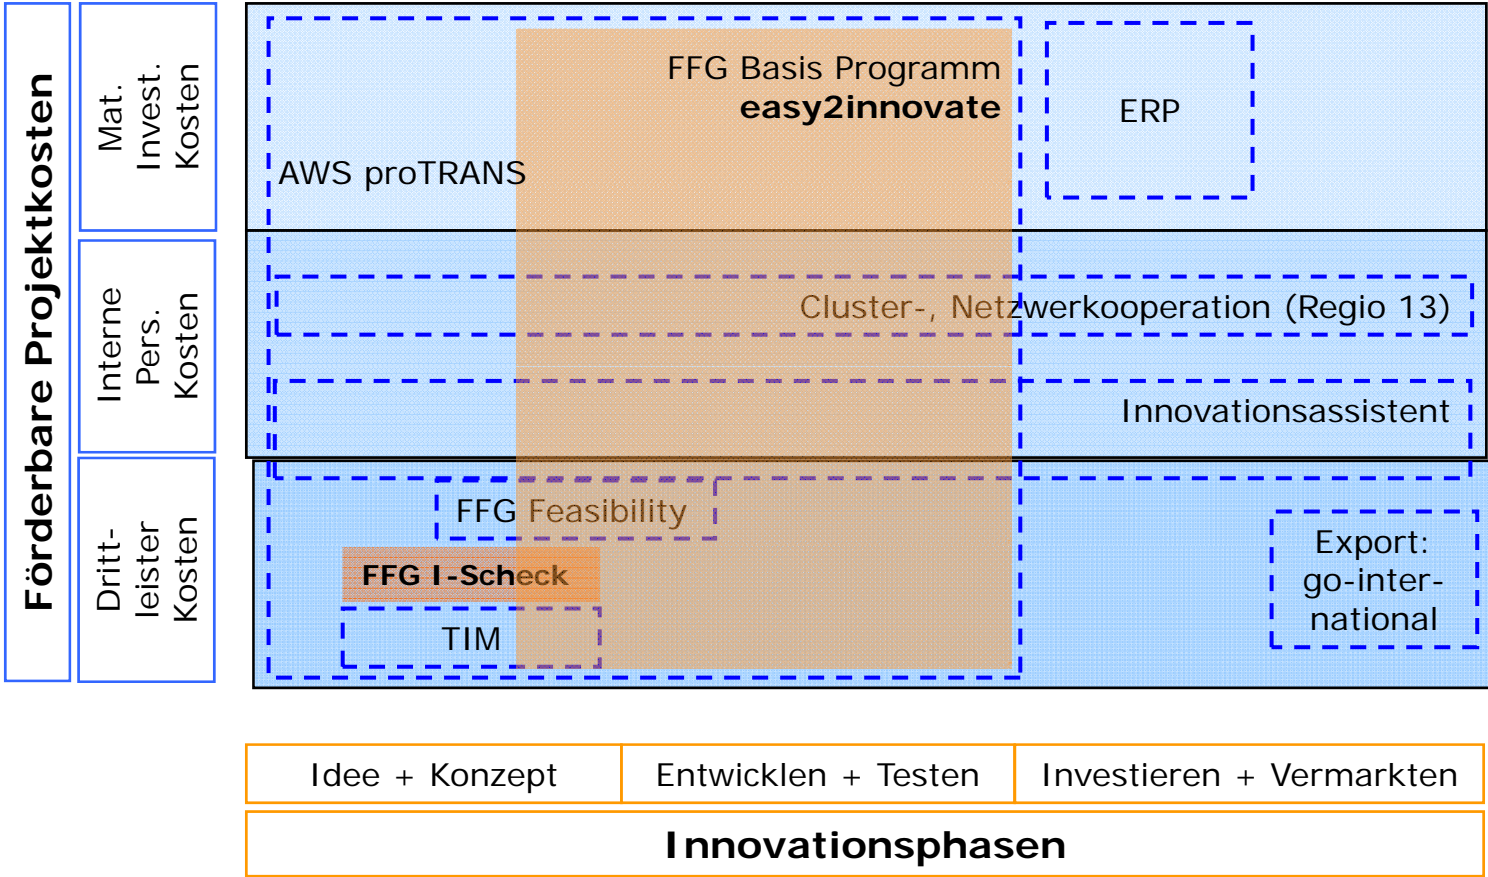 Förderbare Projektkosten
Mat.
Invest.
Kosten
Interne
Pers.
Kosten
Dritt-
leister
Kosten
FFG Basis Programm
easy2innovate
ERP
AWS proTRANS
Cluster-, Netzwerkooperation (Regio 13)
Innovationsassistent
FFG Feasibility
FFG I-Scheck
TIM
Export:
go-inter-
national
Idee + Konzept
Entwicklen + Testen
Investieren + Vermarkten
Innovationsphasen